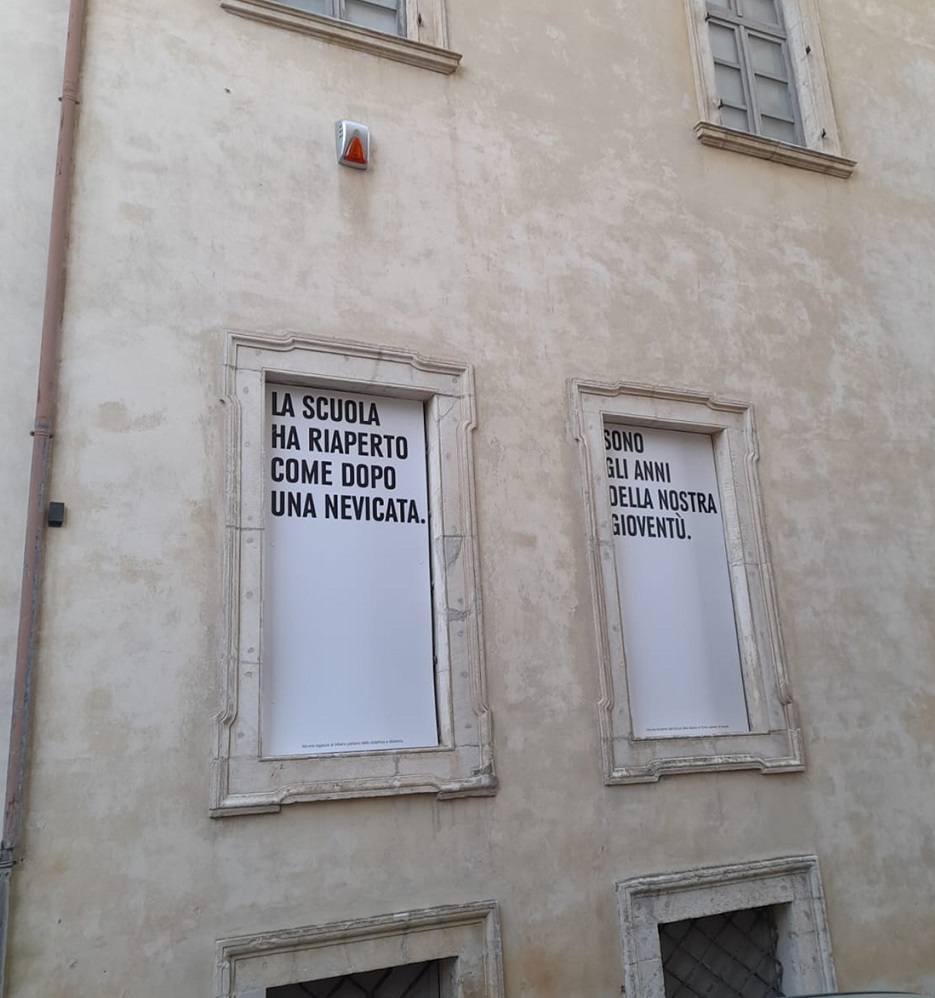 LA SCUOLA
HA RIAPERTO
COME DOPO
UNA NEVICATA.
SONO
GLI ANNI
DELLA NOSTRA
GIOVENTÙ.